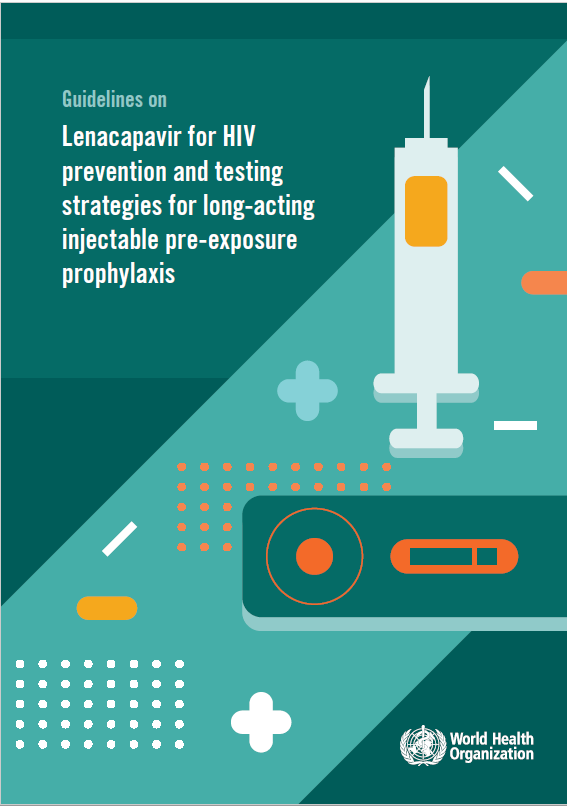 Guidelines on
Lenacapavir for HIV
prevention and testing
strategies for long-acting
injectable pre-exposure
prophylaxis
World Health
Organization